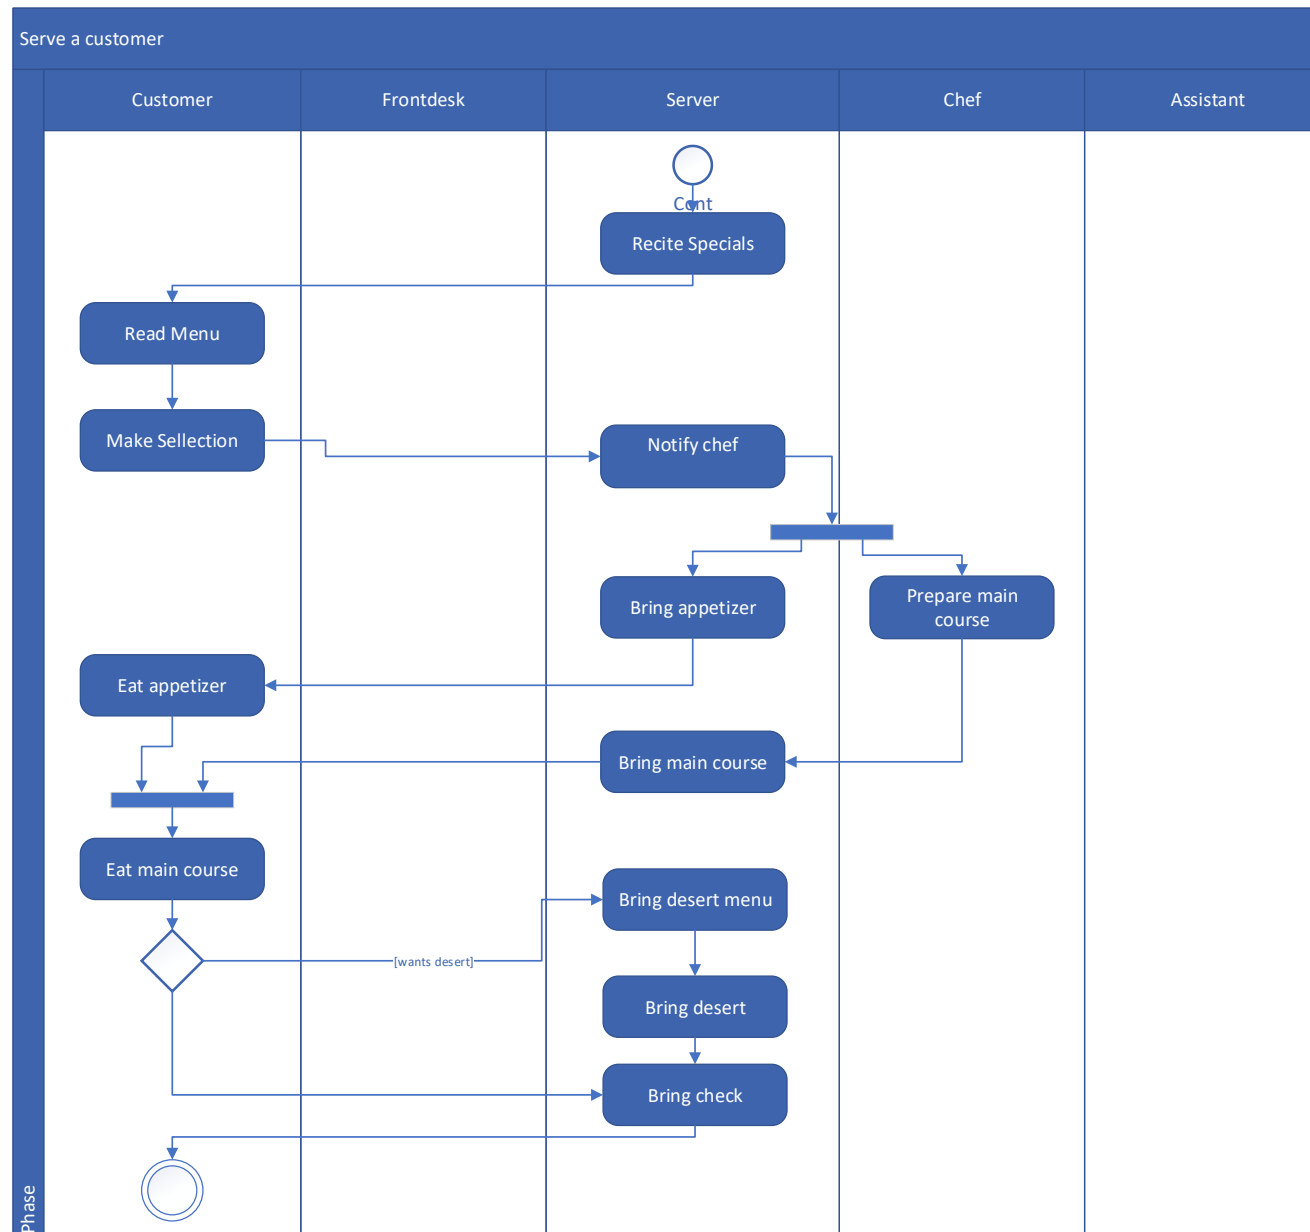 Serve a customer
Customer
Frontdesk
Server
Chef
Assistant
Cont
Recite Specials
Read Menu
Make Sellection
Notify chef
Bring appetizer
Prepare main
course
Eat appetizer
Bring main course
Eat main course
Bring desert menu
[wants desert]
Bring desert
Bring check
Phase